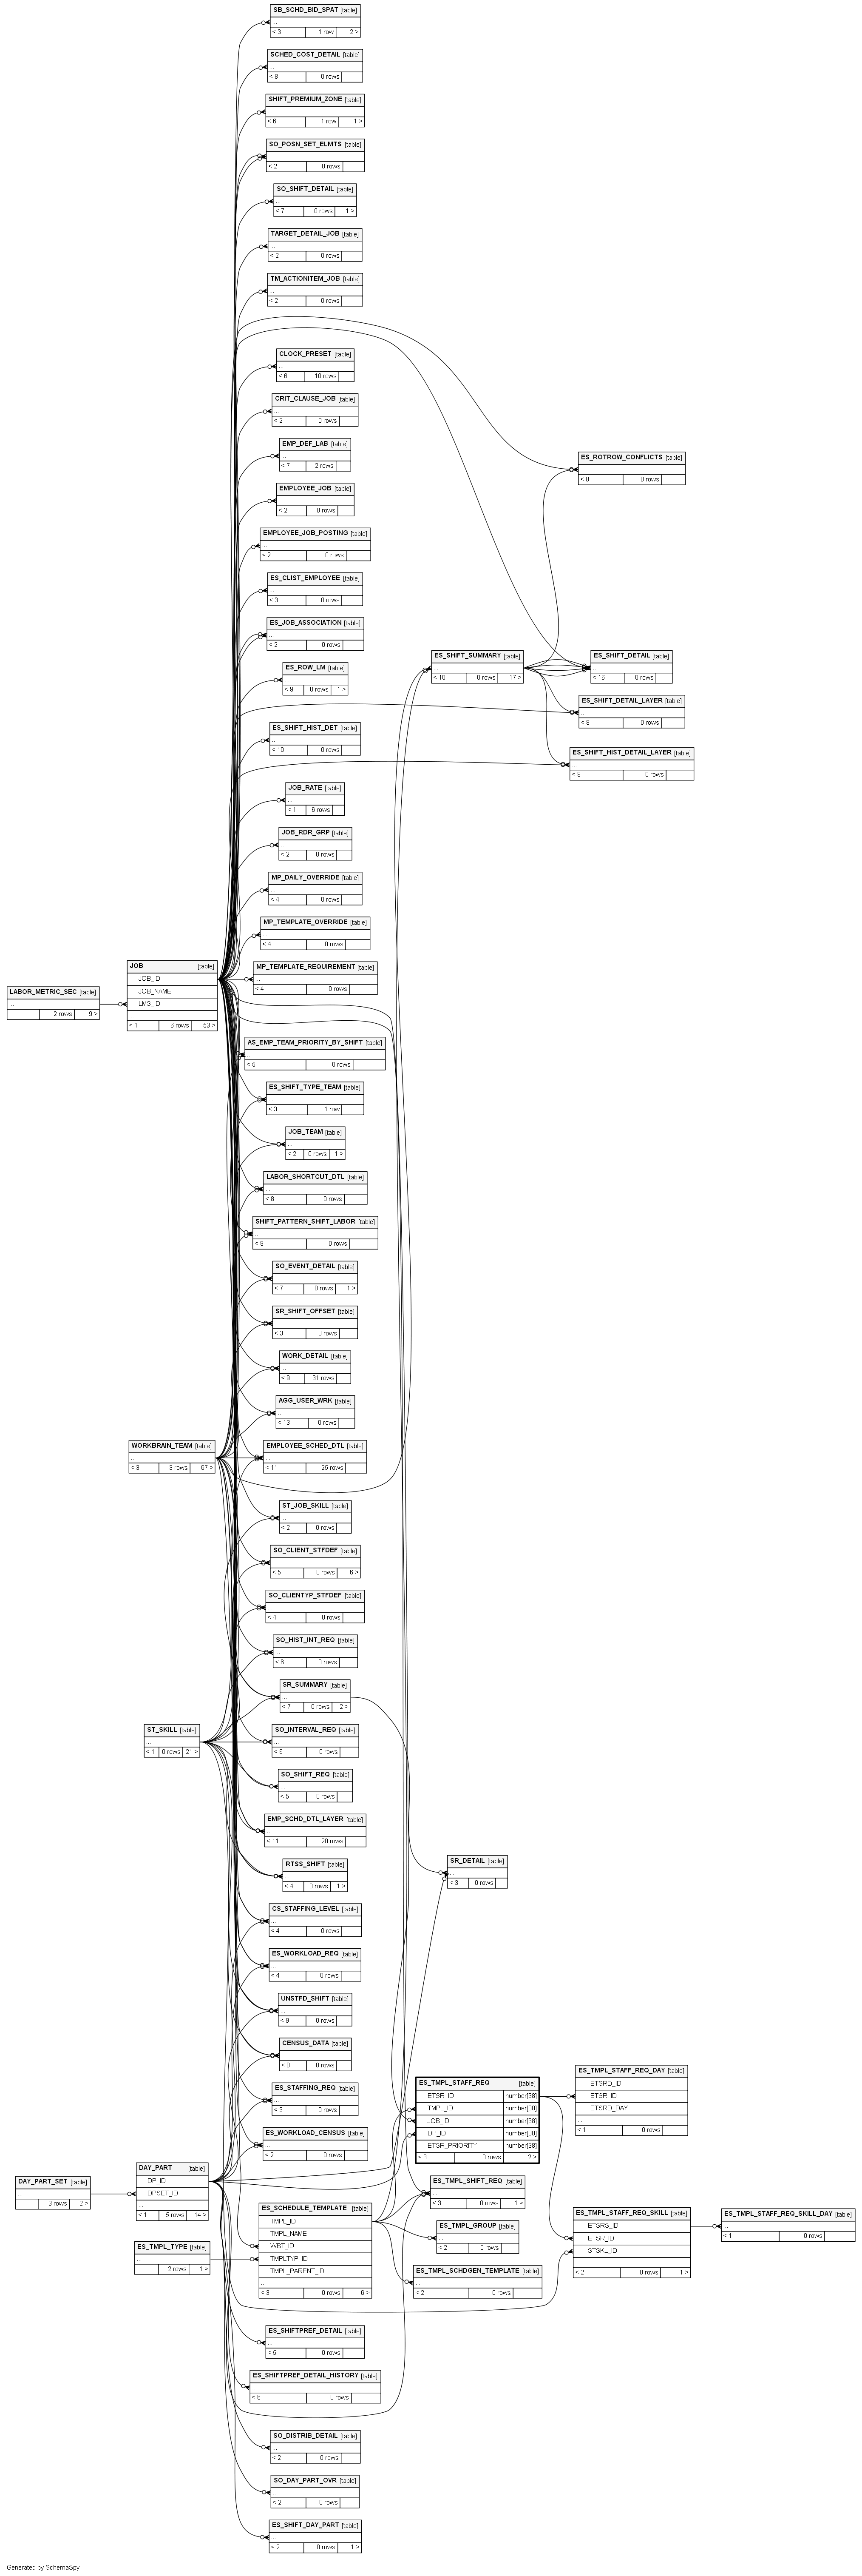 SB_SCHD_BID_SPAT [table]
...
< 3 1 row 2 >
SCHED_COST_DETAIL [table]
...
< 8 0 rows
SHIFT_PREMIUM_ZONE [table]
...
< 6 1 row 1 >
SO_POSN_SET_ELMTS [table]
...
< 2 0 rows
SO_SHIFT_DETAIL [table]
...
< 7 0 rows 1 >
TARGET_DETAIL_JOB [table]
...
< 2 0 rows
TM_ACTIONITEM_JOB [table]
...
< 2 0 rows
CLOCK_PRESET [table]
...
< 6 10 rows
CRIT_CLAUSE_JOB [table]
...
< 2 0 rows
EMP_DEF_LAB [table]
...
< 7 2 rows
ES_ROTROW_CONFLICTS [table]
...
< 8 0 rows
EMPLOYEE_JOB [table]
...
< 2 0 rows
EMPLOYEE_JOB_POSTING [table]
...
< 2 0 rows
ES_CLIST_EMPLOYEE [table]
...
< 3 0 rows
ES_JOB_ASSOCIATION [table]
...
< 2 0 rows
ES_SHIFT_SUMMARY [table]
...
< 10 0 rows 17 >
ES_SHIFT_DETAIL [table]
...
< 16 0 rows
ES_ROW_LM [table]
...
< 9 0 rows 1 >
ES_SHIFT_DETAIL_LAYER [table]
...
< 8 0 rows
ES_SHIFT_HIST_DET [table]
...
< 10 0 rows
ES_SHIFT_HIST_DETAIL_LAYER [table]
...
< 9 0 rows
JOB_RATE [table]
...
< 1 6 rows
JOB_RDR_GRP [table]
...
< 2 0 rows
MP_DAILY_OVERRIDE [table]
...
< 4 0 rows
MP_TEMPLATE_OVERRIDE [table]
...
< 4 0 rows
MP_TEMPLATE_REQUIREMENT [table]
...
< 4 0 rows
JOB [table]
JOB_ID
JOB_NAME
LMS_ID
...
< 1 6 rows 53 >
LABOR_METRIC_SEC [table]
...
2 rows 9 >
AS_EMP_TEAM_PRIORITY_BY_SHIFT [table]
...
< 5 0 rows
ES_SHIFT_TYPE_TEAM [table]
...
< 3 1 row
JOB_TEAM [table]
...
< 2 0 rows 1 >
LABOR_SHORTCUT_DTL [table]
...
< 8 0 rows
SHIFT_PATTERN_SHIFT_LABOR [table]
...
< 9 0 rows
SO_EVENT_DETAIL [table]
...
< 7 0 rows 1 >
SR_SHIFT_OFFSET [table]
...
< 3 0 rows
WORK_DETAIL [table]
...
< 9 31 rows
AGG_USER_WRK [table]
...
< 13 0 rows
WORKBRAIN_TEAM [table]
...
< 3 3 rows 67 >
EMPLOYEE_SCHED_DTL [table]
...
< 11 25 rows
ST_JOB_SKILL [table]
...
< 2 0 rows
SO_CLIENT_STFDEF [table]
...
< 5 0 rows 6 >
SO_CLIENTYP_STFDEF [table]
...
< 4 0 rows
SO_HIST_INT_REQ [table]
...
< 6 0 rows
SR_SUMMARY [table]
...
< 7 0 rows 2 >
ST_SKILL [table]
...
< 1 0 rows 21 >
SO_INTERVAL_REQ [table]
...
< 6 0 rows
SO_SHIFT_REQ [table]
...
< 5 0 rows
EMP_SCHD_DTL_LAYER [table]
...
< 11 20 rows
RTSS_SHIFT [table]
...
< 4 0 rows 1 >
SR_DETAIL [table]
...
< 3 0 rows
CS_STAFFING_LEVEL [table]
...
< 4 0 rows
ES_WORKLOAD_REQ [table]
...
< 4 0 rows
UNSTFD_SHIFT [table]
...
< 9 0 rows
CENSUS_DATA [table]
...
< 8 0 rows
ES_STAFFING_REQ [table]
...
< 3 0 rows
ES_WORKLOAD_CENSUS [table]
...
< 2 0 rows
ES_TMPL_STAFF_REQ [table]
ETSR_ID number[38]
TMPL_ID number[38]
JOB_ID number[38]
DP_ID number[38]
ETSR_PRIORITY number[38]
< 3 0 rows 2 >
ES_TMPL_STAFF_REQ_DAY [table]
ETSRD_ID
ETSR_ID
ETSRD_DAY
...
< 1 0 rows
DAY_PART_SET [table]
...
3 rows 2 >
DAY_PART [table]
DP_ID
DPSET_ID
...
< 1 5 rows 14 >
ES_TMPL_TYPE [table]
...
2 rows 1 >
ES_SCHEDULE_TEMPLATE [table]
TMPL_ID
TMPL_NAME
WBT_ID
TMPLTYP_ID
TMPL_PARENT_ID
...
< 3 0 rows 6 >
ES_TMPL_SHIFT_REQ [table]
...
< 3 0 rows 1 >
ES_TMPL_GROUP [table]
...
< 2 0 rows
ES_TMPL_SCHDGEN_TEMPLATE [table]
...
< 2 0 rows
ES_TMPL_STAFF_REQ_SKILL [table]
ETSRS_ID
ETSR_ID
STSKL_ID
...
< 2 0 rows 1 >
ES_TMPL_STAFF_REQ_SKILL_DAY [table]
...
< 1 0 rows
ES_SHIFTPREF_DETAIL [table]
...
< 5 0 rows
ES_SHIFTPREF_DETAIL_HISTORY [table]
...
< 6 0 rows
SO_DISTRIB_DETAIL [table]
...
< 2 0 rows
SO_DAY_PART_OVR [table]
...
< 2 0 rows
ES_SHIFT_DAY_PART [table]
...
< 2 0 rows 1 >
Generated by SchemaSpy